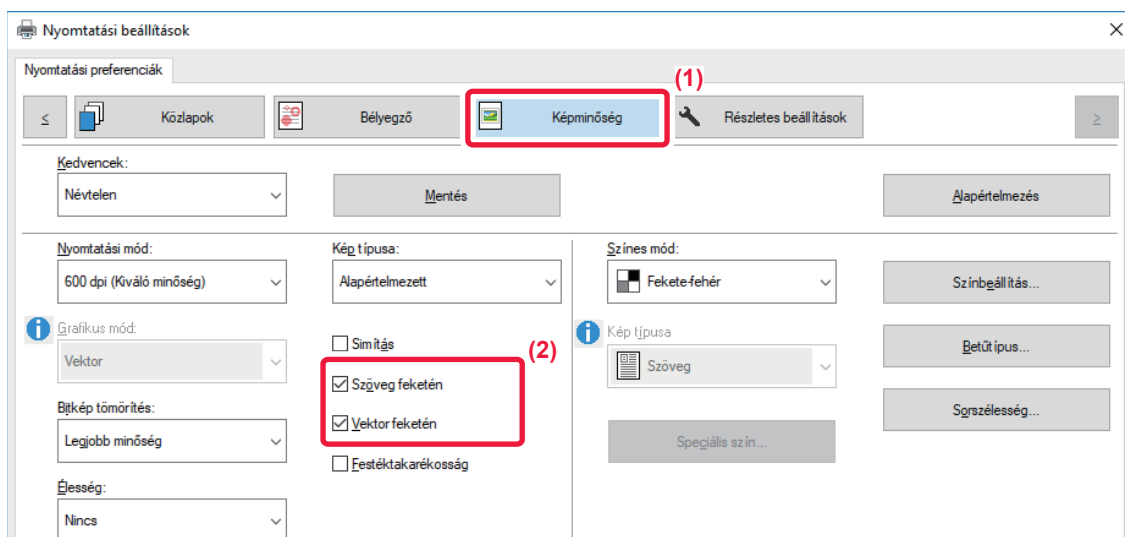 Nyomtatási beállítások
Nyomtatási preferenciák
(1)
< Közlapok Bélyegző Képminőség Részletes beállítások >
Kedvencek:
Névtelen Mentés Alapértelmezés
Nyomtatási mód: Kép típusa: Színes mód:
600 dpi (Kiváló minőség) Alapértelmezett Fekete-fehér Színbeállítás...
Grafikus mód: Simítás Kép típusa
(2)
Vektor Szöveg Betűtípus...
Szöveg feketén
Bitkép tömörítés: Vektor feketén Sorszélesség...
Legjobb minőség Speciális szín...
Festéktakarékosság
Élesség:
Nincs